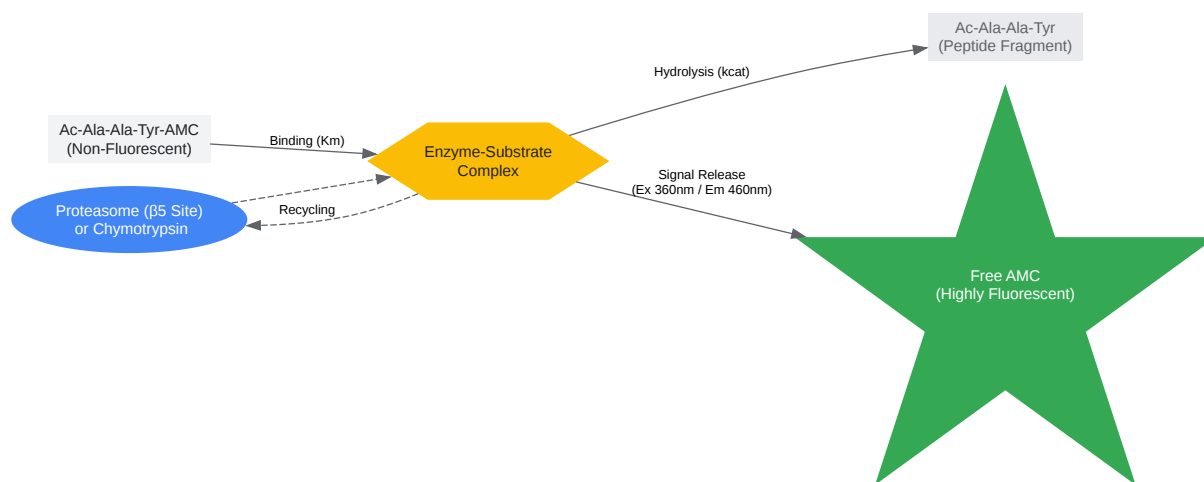 Ac-Ala-Ala-Tyr
(Peptide Fragment)
Hydrolysis (kcat)
Ac-Ala-Ala-Tyr-AMC
(Non-Fluorescent)
Binding (Km)
Enzyme-Substrate
Complex
Signal Release
(Ex 360nm / Em 460nm)
Proteasome (β5 Site)
or Chymotrypsin
Recycling
Free AMC
(Highly Fluorescent)